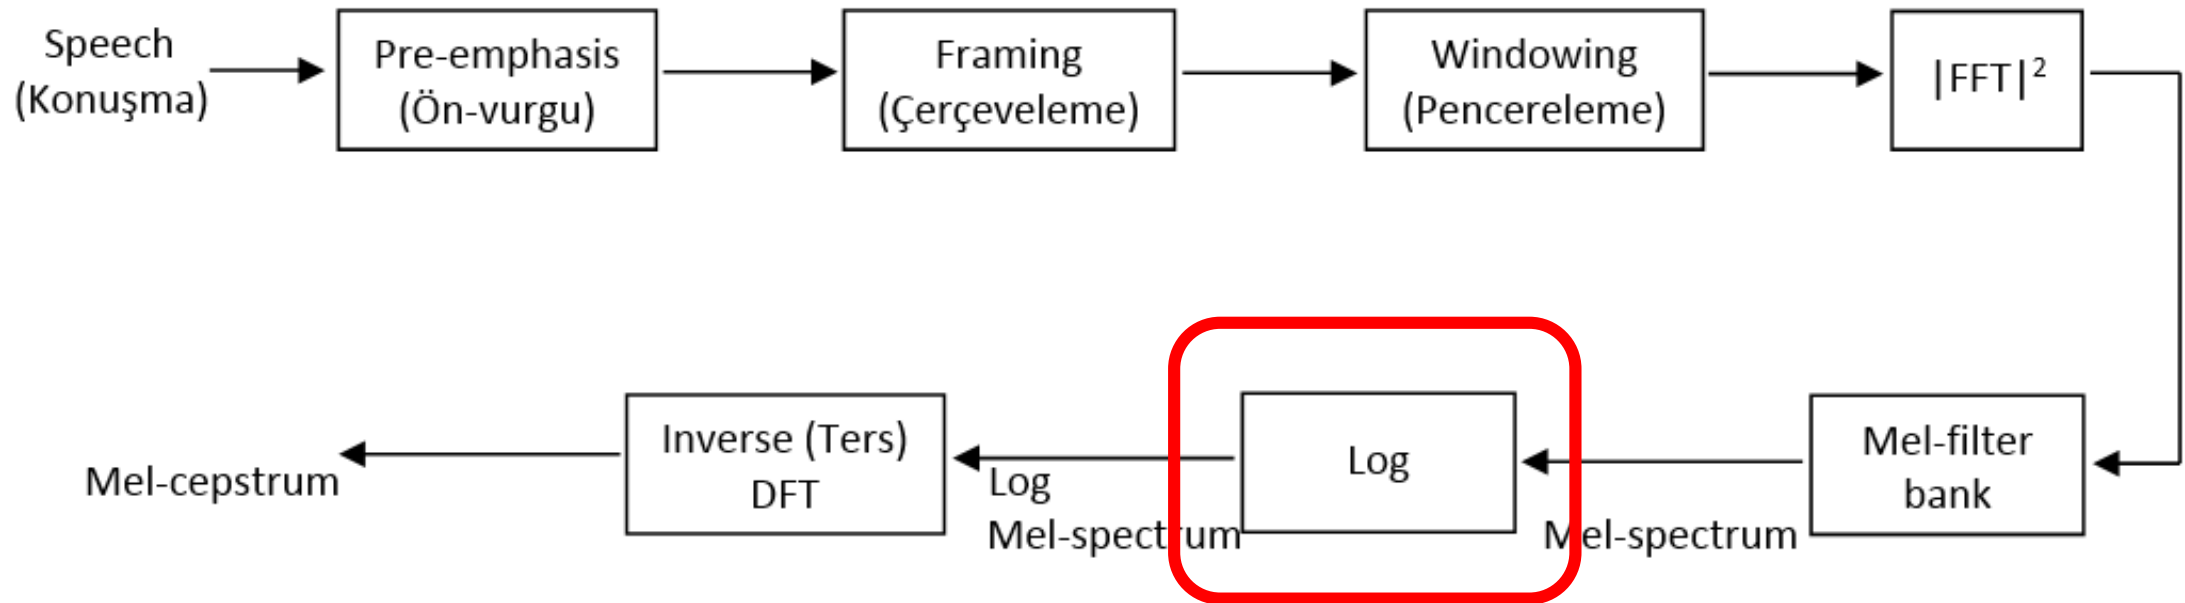 Speech
(Konuşma)
Pre-emphasis
(Ön-vurgu)
Framing
(Çerçeveleme)
Windowing
(Pencereleme)
|FFT|²
Mel-filter
bank
Mel-spectrum
Log
Log
Mel-spectrum
Inverse (Ters)
DFT
Mel-cepstrum